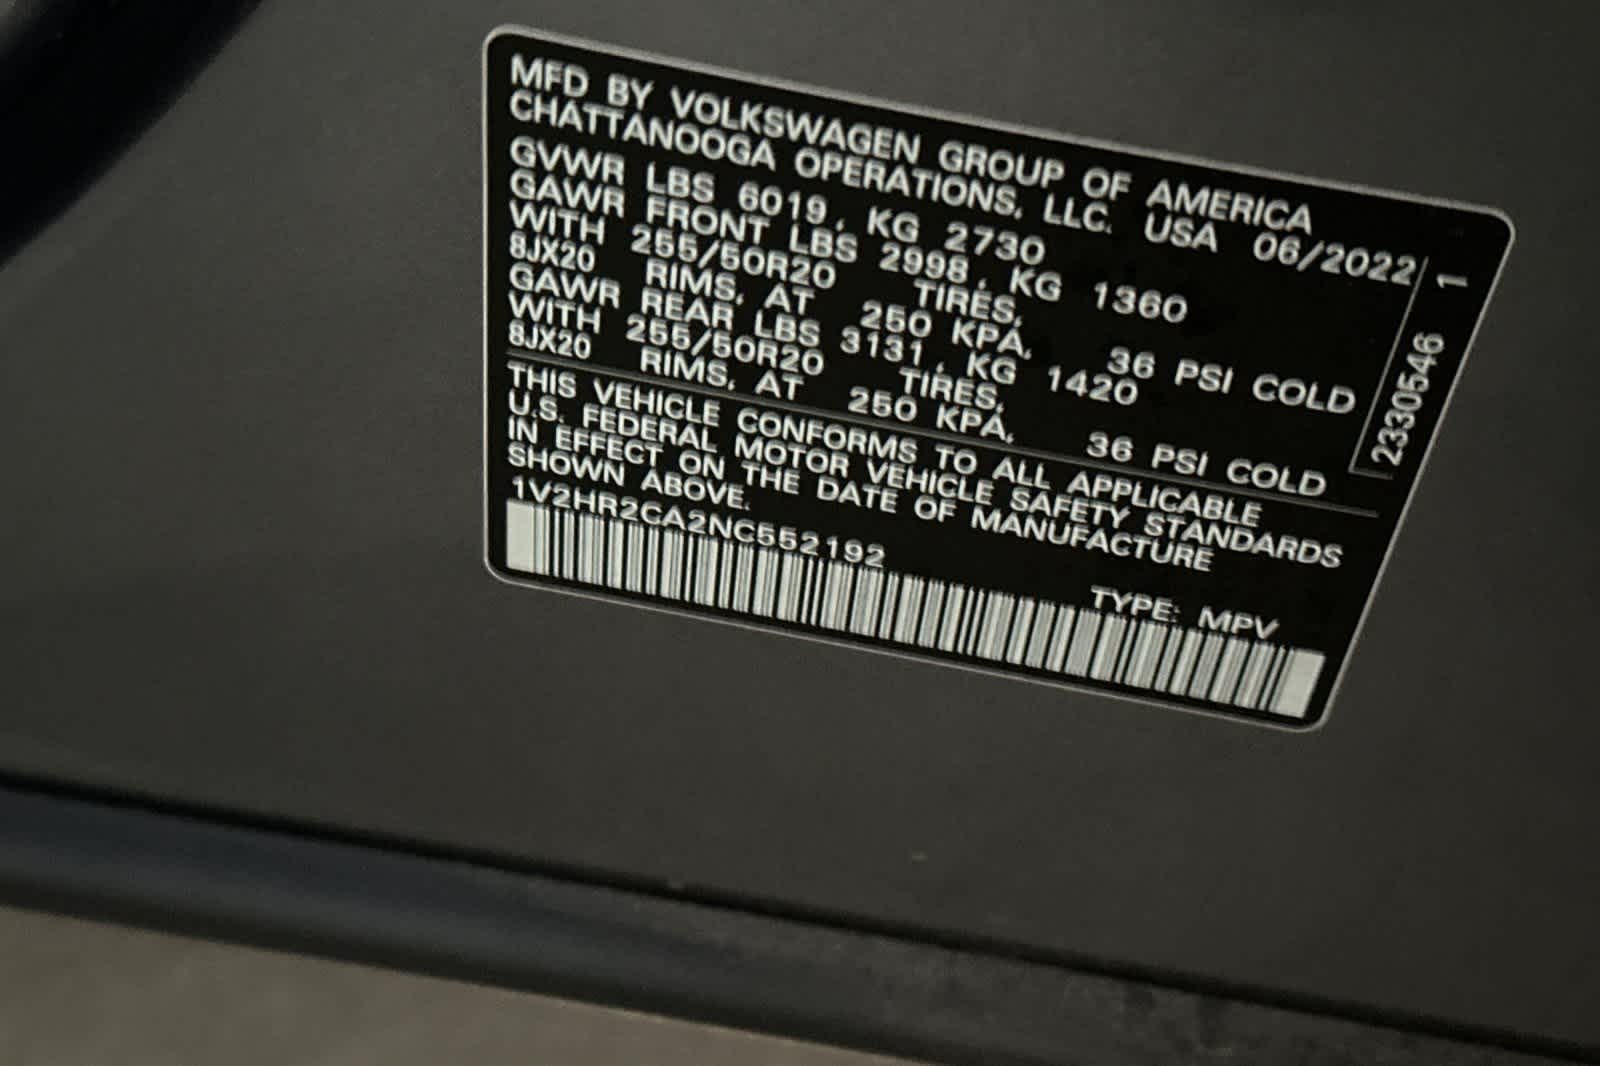 MFD BY VOLKSWAGEN GROUP OF AMERICA
CHATTANOOGA OPERATIONS, LLC. USA 06/2022
GVWR LBS 6019, KG 2730
GAWR FRONT LBS 2998, KG 1360
WITH 255/50R20 TIRES,
8JX20 RIMS, AT 250 KPA, 36 PSI COLD
GAWR REAR LBS 3131, KG 1420
WITH 255/50R20 TIRES,
8JX20 RIMS, AT 250 KPA, 36 PSI COLD
THIS VEHICLE CONFORMS TO ALL APPLICABLE
U.S. FEDERAL MOTOR VEHICLE SAFETY STANDARDS
IN EFFECT ON THE DATE OF MANUFACTURE
SHOWN ABOVE.
1V2HR2CA2NC552192 TYPE: MPV
2330546 1